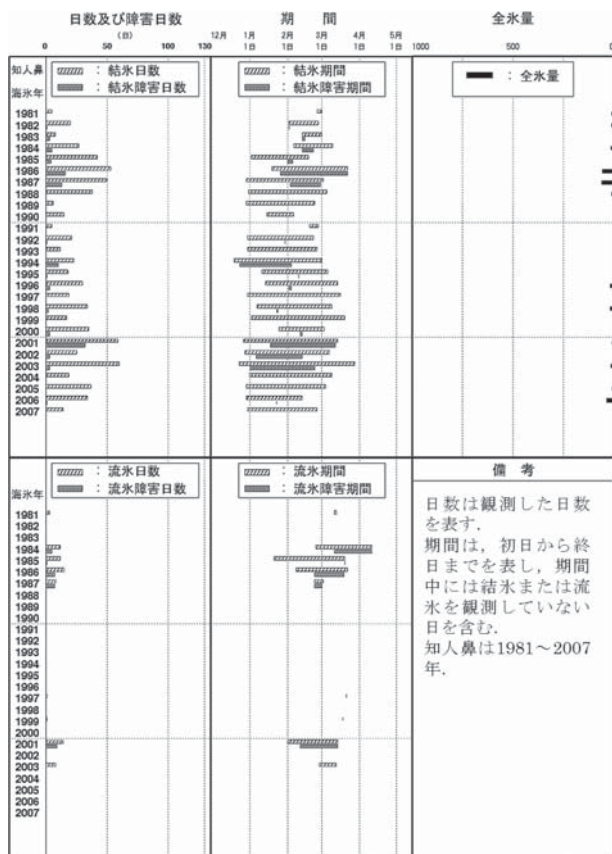 日数及び障害日数
期　間
全氷量
(日)
0 50 100 130
12月1日 1月1日 2月1日 3月1日 4月1日 5月1日
1000 500 0
知人鼻
海氷年
：結氷日数
：結氷障害日数
：結氷期間
：結氷障害期間
：全氷量
1981
1982
1983
1984
1985
1986
1987
1988
1989
1990
1991
1992
1993
1994
1995
1996
1997
1998
1999
2000
2001
2002
2003
2004
2005
2006
2007
海氷年
：流氷日数
：流氷障害日数
：流氷期間
：流氷障害期間
1981
1982
1983
1984
1985
1986
1987
1988
1989
1990
1991
1992
1993
1994
1995
1996
1997
1998
1999
2000
2001
2002
2003
2004
2005
2006
2007
備　考
日数は観測した日数
を表す．
期間は，初日から終
日までを表し，期間
中には結氷または流
氷を観測していない
日を含む．
知人鼻は1981～2007
年．